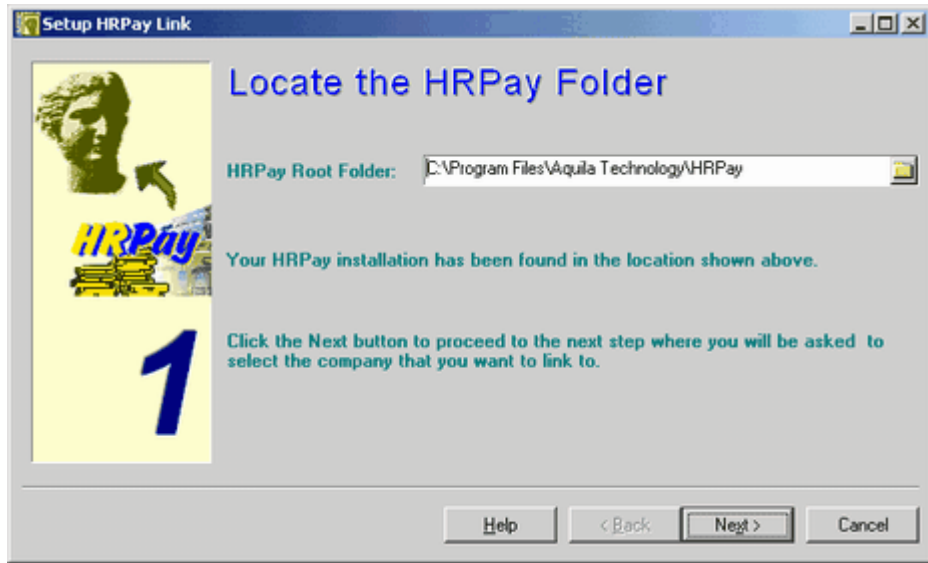 Setup HRPay Link
Locate the HRPay Folder
HRPay Root Folder:
C:\Program Files\Aquila Technology\HRPay
HRPay
Your HRPay installation has been found in the location shown above.
Click the Next button to proceed to the next step where you will be asked to
select the company that you want to link to.
1
Help
< Back
Next >
Cancel